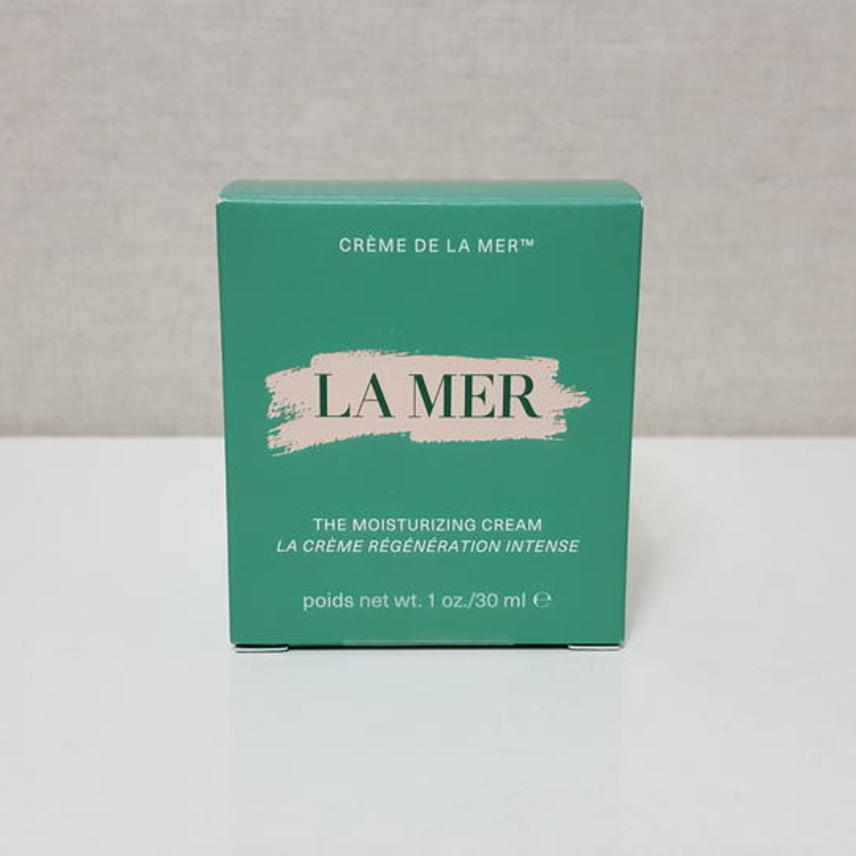 CRÈME DE LA MER™
LA MER
THE MOISTURIZING CREAM
LA CRÈME RÉGÉNÉRATION INTENSE
poids net wt. 1 oz./30 ml ℮